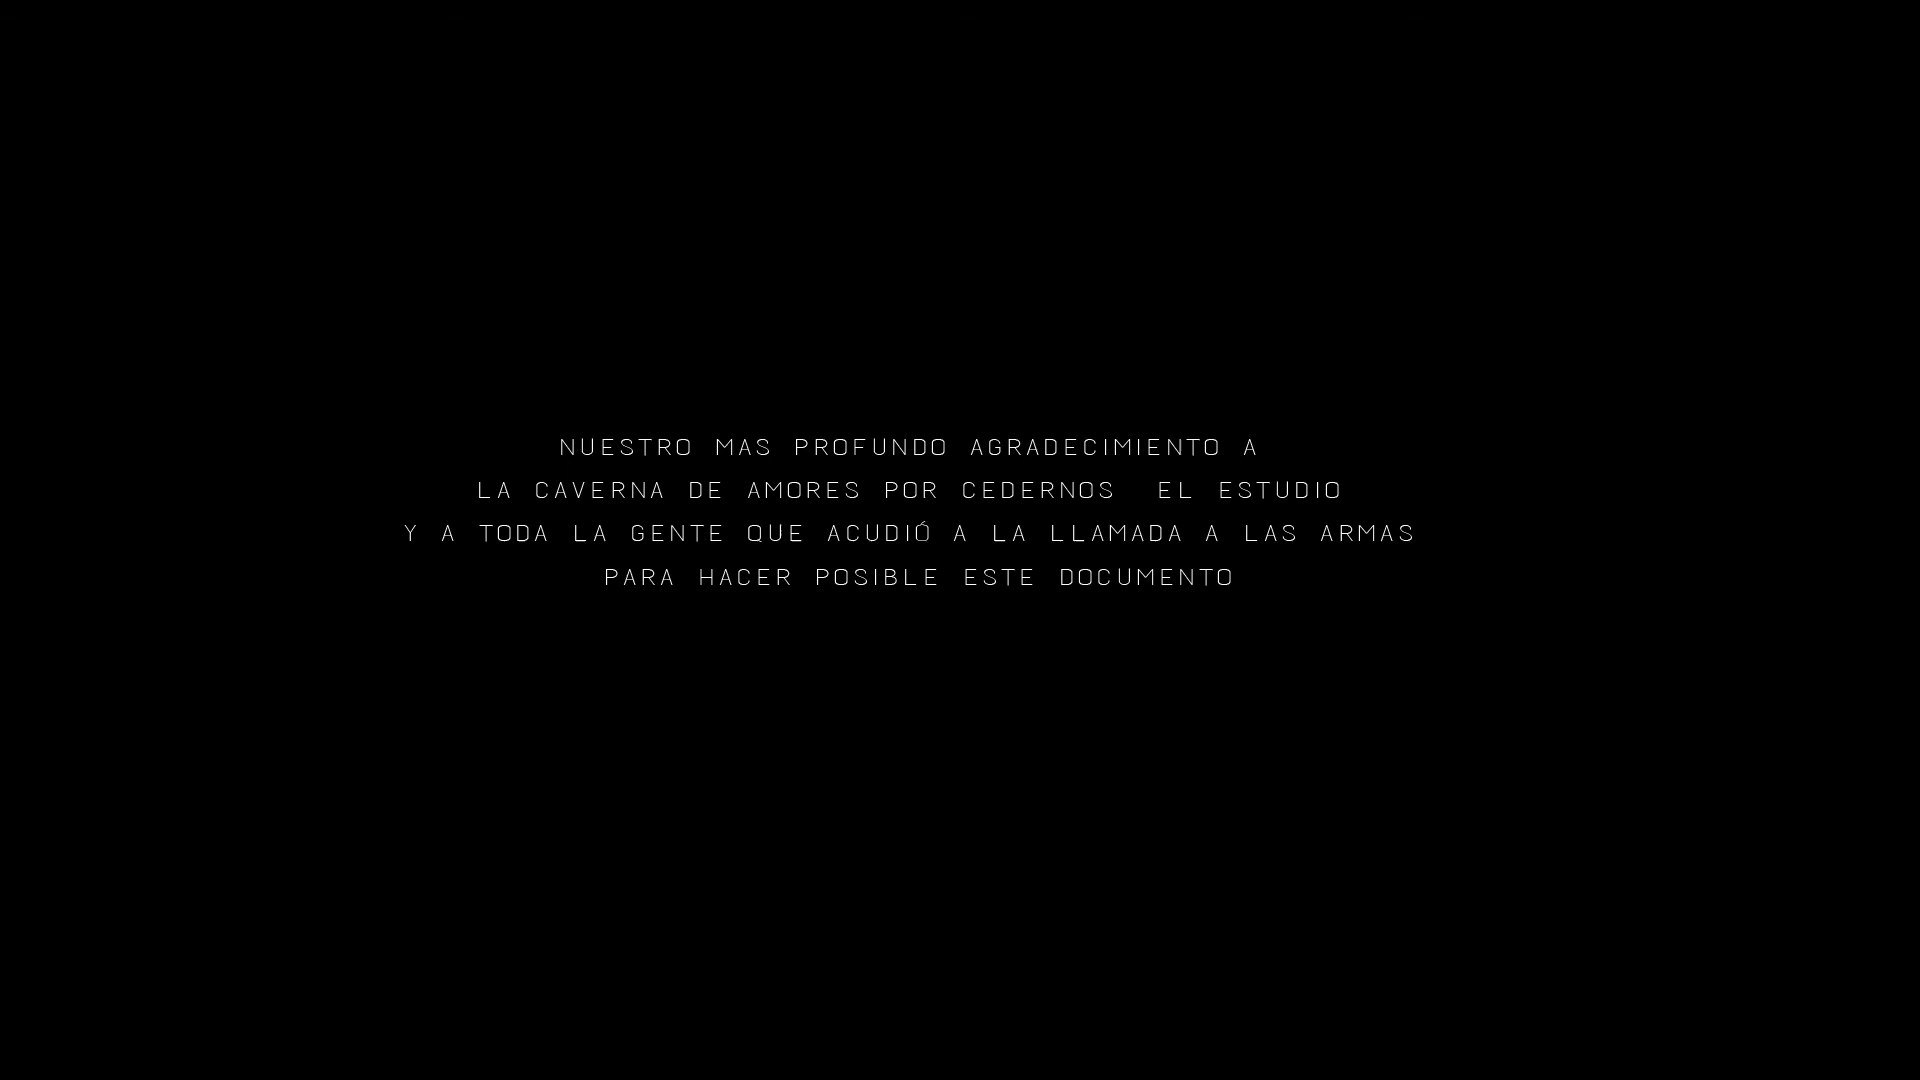 NUESTRO MAS PROFUNDO AGRADECIMIENTO A
LA CAVERNA DE AMORES POR CEDERNOS  EL ESTUDIO
Y A TODA LA GENTE QUE ACUDIÓ A LA LLAMADA A LAS ARMAS
PARA HACER POSIBLE ESTE DOCUMENTO